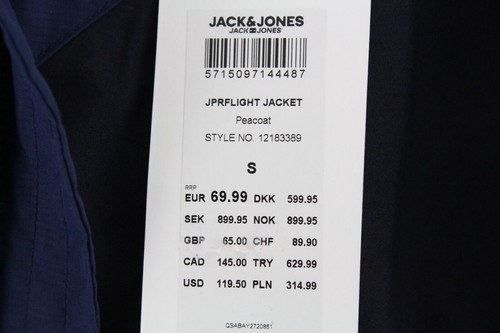 JACK&JONES
JACK&JONES
5715097144487
JPRFLIGHT JACKET
Peacoat
STYLE NO. 12183389
S
RRP
EUR 69.99 DKK 599.95
SEK 899.95 NOK 899.95
GBP 65.00 CHF 89.90
CAD 145.00 TRY 629.99
USD 119.50 PLN 314.99
QSABAY2720881